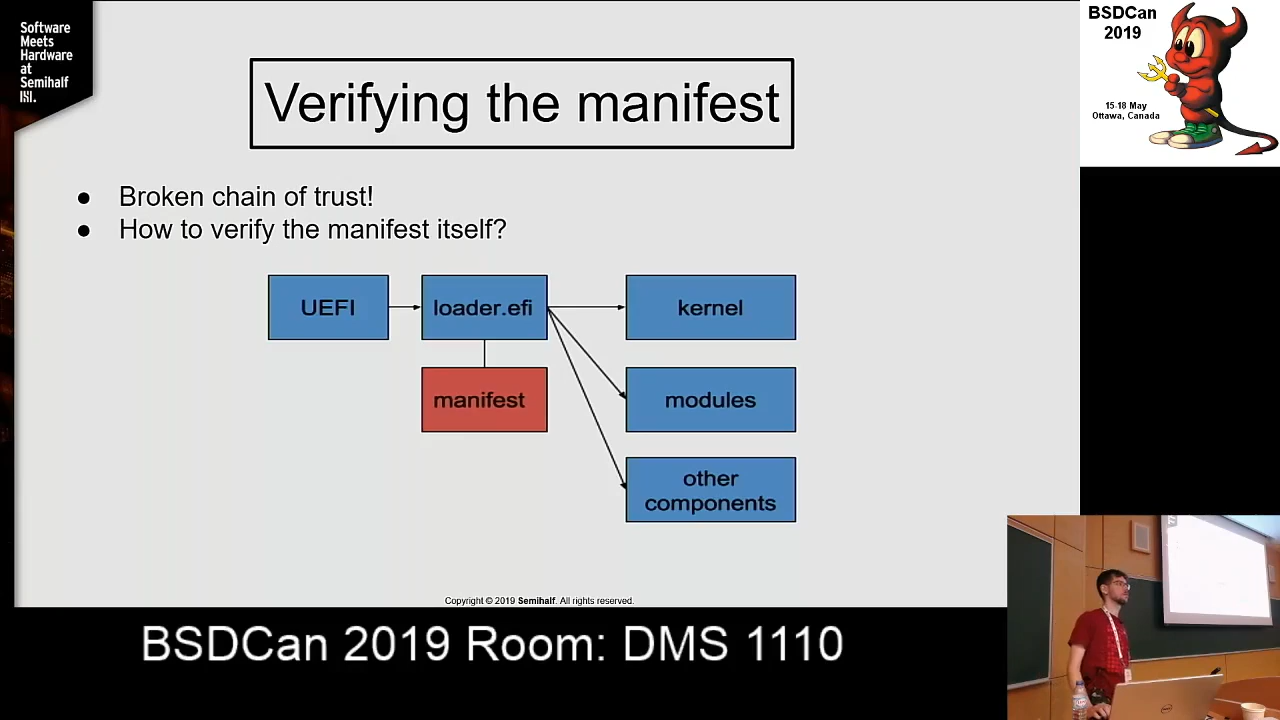 Software
Meets
Hardware
at
Semihalf
Verifying the manifest
● Broken chain of trust!
● How to verify the manifest itself?
UEFI
loader.efi
kernel
manifest
modules
other
components
Copyright © 2019 Semihalf. All rights reserved.
BSDCan
2019
15-18 May
Ottawa, Canada
BSDCan 2019 Room: DMS 1110